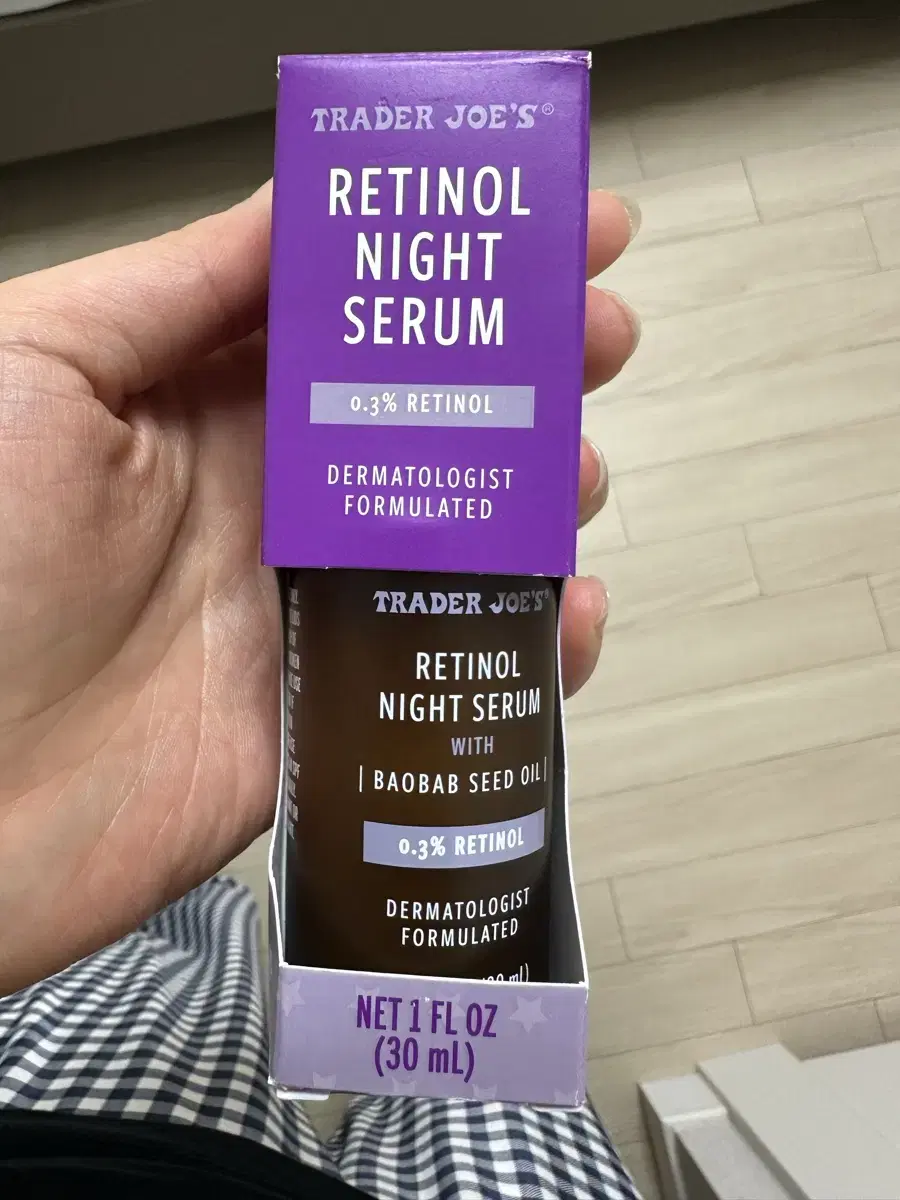 TRADER JOE'S®
RETINOL
NIGHT
SERUM
0.3% RETINOL
DERMATOLOGIST
FORMULATED
TRADER JOE'S®
RETINOL
NIGHT SERUM
WITH
| BAOBAB SEED OIL |
0.3% RETINOL
DERMATOLOGIST
FORMULATED
mL)
NET 1 FL OZ
(30 mL)